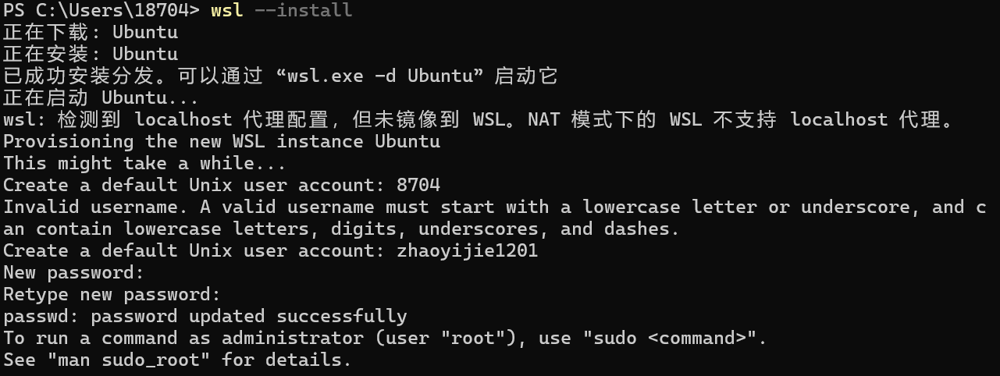 PS C:\Users\18704> wsl --install
正在下载: Ubuntu
正在安装: Ubuntu
已成功安装分发。可以通过 “wsl.exe -d Ubuntu” 启动它
正在启动 Ubuntu...
wsl: 检测到 localhost 代理配置，但未镜像到 WSL。NAT 模式下的 WSL 不支持 localhost 代理。
Provisioning the new WSL instance Ubuntu
This might take a while...
Create a default Unix user account: 8704
Invalid username. A valid username must start with a lowercase letter or underscore, and c
an contain lowercase letters, digits, underscores, and dashes.
Create a default Unix user account: zhaoyijie1201
New password:
Retype new password:
passwd: password updated successfully
To run a command as administrator (user "root"), use "sudo <command>".
See "man sudo_root" for details.